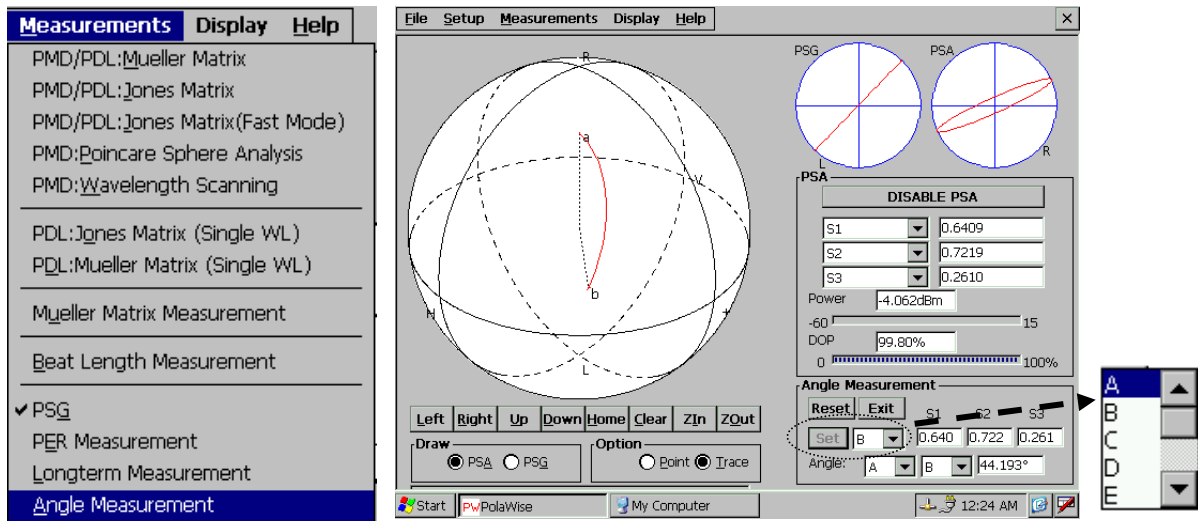 Measurements Display Help
PMD/PDL:Mueller Matrix
PMD/PDL:Jones Matrix
PMD/PDL:Jones Matrix(Fast Mode)
PMD:Poincare Sphere Analysis
PMD:Wavelength Scanning
PDL:Jones Matrix (Single WL)
PDL:Mueller Matrix (Single WL)
Mueller Matrix Measurement
Beat Length Measurement
PSG
PER Measurement
Longterm Measurement
Angle Measurement
File Setup Measurements Display Help
R
a
V
b
H
+
L
PSG
L
PSA
R
PSA
DISABLE PSA
S1 0.6409
S2 0.7219
S3 0.2610
Power -4.062dBm
-60 15
DOP 99.80%
0 100%
Angle Measurement
Reset Exit S1 S2 S3
Set B 0.640 0.722 0.261
Angle: A B 44.193°
Left Right Up Down Home Clear ZIn ZOut
Draw
PSA PSG
Option
Point Trace
Start PW PolaWise My Computer 12:24 AM
A
B
C
D
E